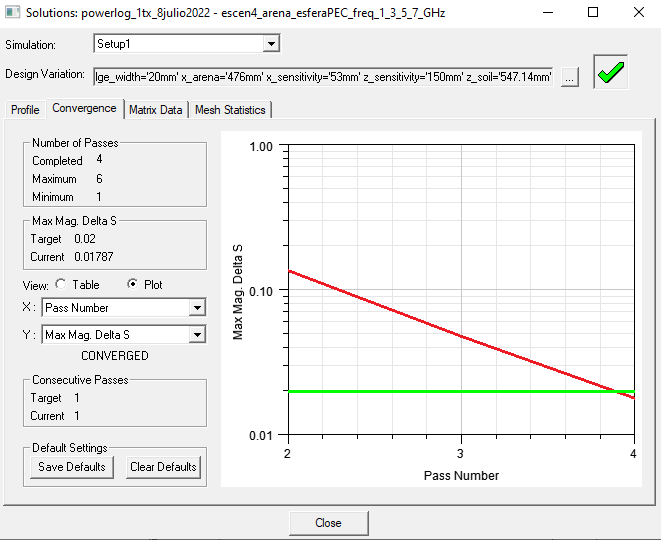 Solutions: powerlog_1tx_8julio2022 - escen4_arena_esferaPEC_freq_1_3_5_7_GHz
Simulation: Setup1
Design Variation: lge_width='20mm' x_arena='476mm' x_sensitivity='53mm' z_sensitivity='150mm' z_soil='547.14mm' ...
Profile Convergence Matrix Data Mesh Statistics
Number of Passes
Completed 4
Maximum 6
Minimum 1
Max Mag. Delta S
Target 0.02
Current 0.01787
View: Table Plot
X : Pass Number
Y : Max Mag. Delta S
CONVERGED
Consecutive Passes
Target 1
Current 1
Default Settings
Save Defaults Clear Defaults
1.00
0.10
0.01
Max Mag. Delta S
2 3 4
Pass Number
Close